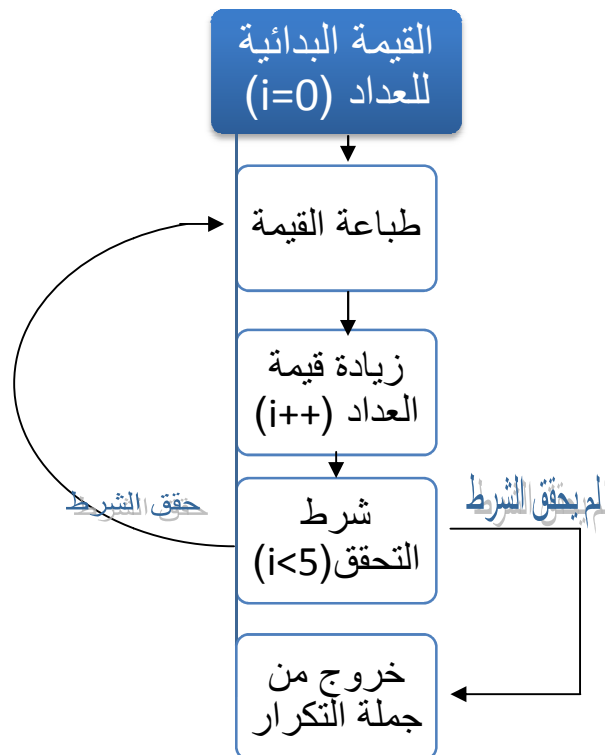 القيمة البدائية
للعداد (i=0)
طباعة القيمة
زيادة قيمة
العداد (i++)
حقق الشرط
لم يحقق الشرط
شرط
التحقق(i<5)
خروج من
جملة التكرار